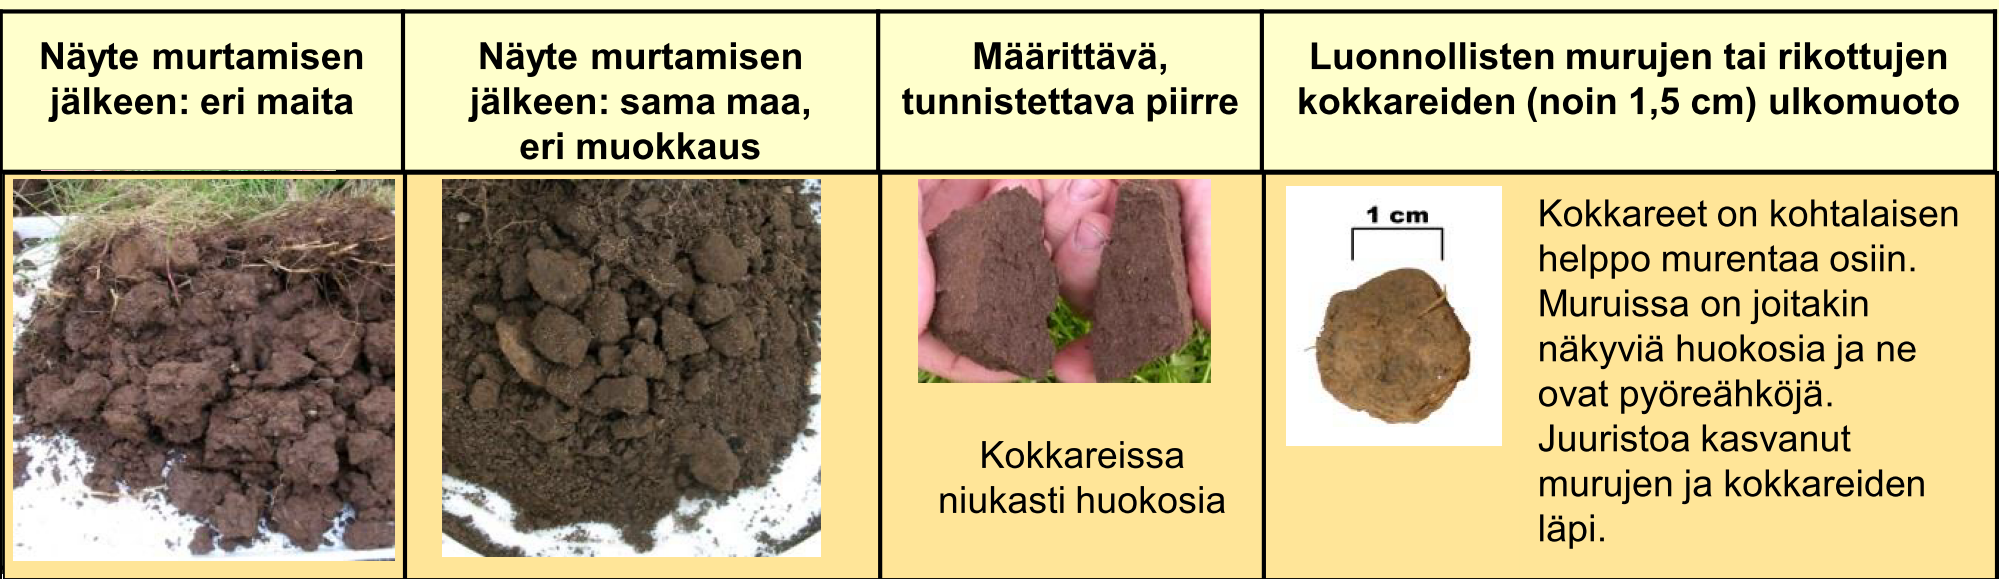 Näyte murtamisen
jälkeen: eri maita
Näyte murtamisen
jälkeen: sama maa,
eri muokkaus
Määrittävä,
tunnistettava piirre
Luonnollisten murujen tai rikottujen
kokkareiden (noin 1,5 cm) ulkomuoto
Kokkareissa
niukasti huokosia
1 cm
Kokkareet on kohtalaisen
helppo murentaa osiin.
Muruissa on joitakin
näkyviä huokosia ja ne
ovat pyöreähköjä.
Juuristoa kasvanut
murujen ja kokkareiden
läpi.